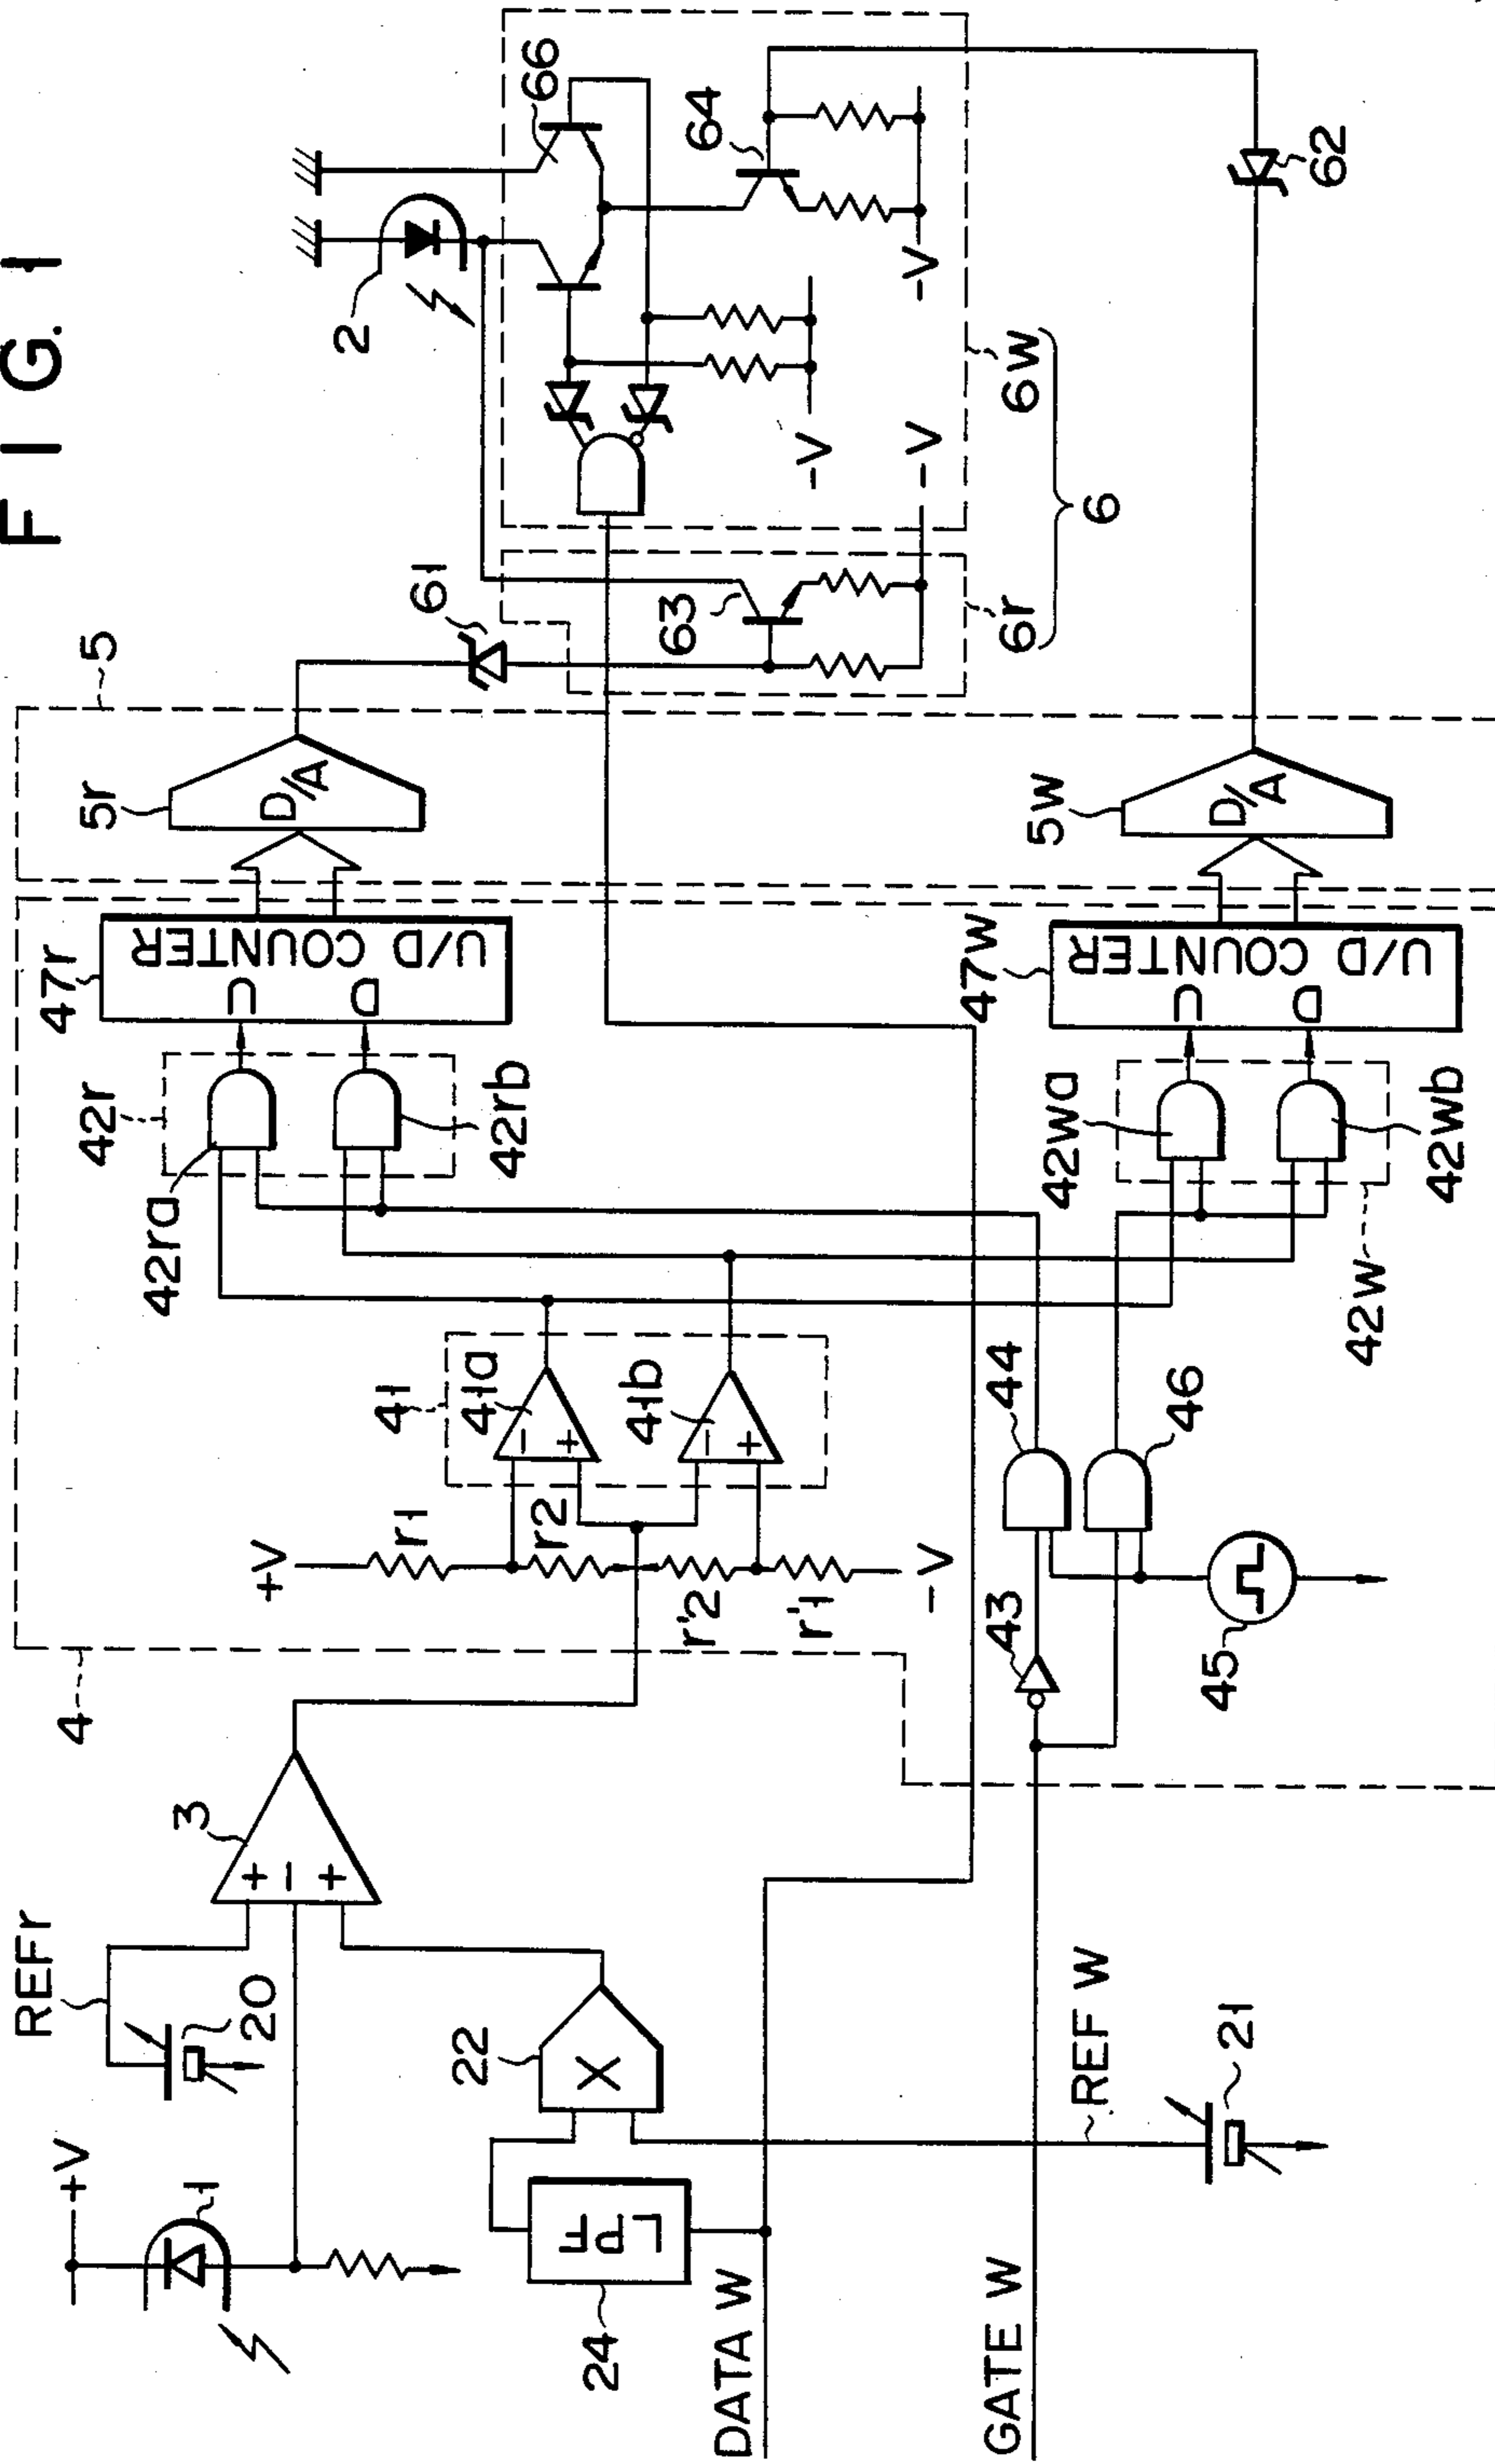 FIG. 1
+V
1
REFr
20
3
22
X
LPF
24
DATA W
GATE W
REF W
21
+
−
+
4
+V
r1
r2
r'2
r'1
−V
41
41a
−
+
41b
−
+
43
44
45
46
42r
42ra
42rb
42wa
42wb
42w
47r
U
D
U/D COUNTER
47w
U
D
U/D COUNTER
5
5r
D/A
5w
D/A
61
62
63
6r
6
6w
−V
−V
−V
2
66
64